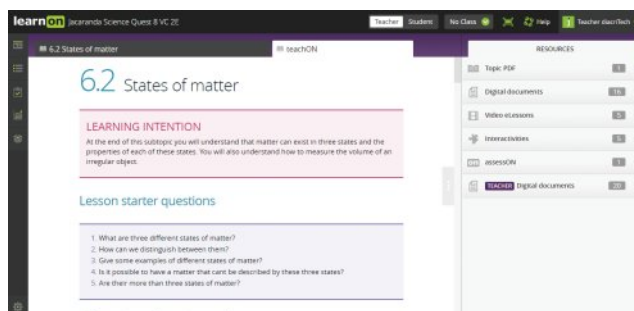 learnon Jacaranda Science Quest 8 VC 2E
Teacher Student No Class Help Teacher diacriTech
6.2 States of matter
teachON
RESOURCES
6.2 States of matter
LEARNING INTENTION
At the end of this subtopic you will understand that matter can exist in three states and the
properties of each of these states. You will also understand how to measure the volume of an
irregular object.
Lesson starter questions
1. What are three different states of matter?
2. How can we distinguish between them?
3. Give some examples of different states of matter?
4. Is it possible to have a matter that cant be described by these three states?
5. Are their more than three states of matter?
Topic PDF 1
Digital documents 16
Video eLessons 5
Interactivities 5
assessON 1
TEACHER Digital documents 20